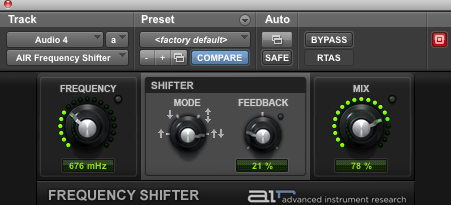 Track Preset Auto
Audio 4 a <factory default> BYPASS
AIR Frequency Shifter - + COMPARE SAFE RTAS
FREQUENCY SHIFTER MIX
MODE FEEDBACK
676 mHz 21 % 78 %
FREQUENCY SHIFTER AIR advanced instrument research